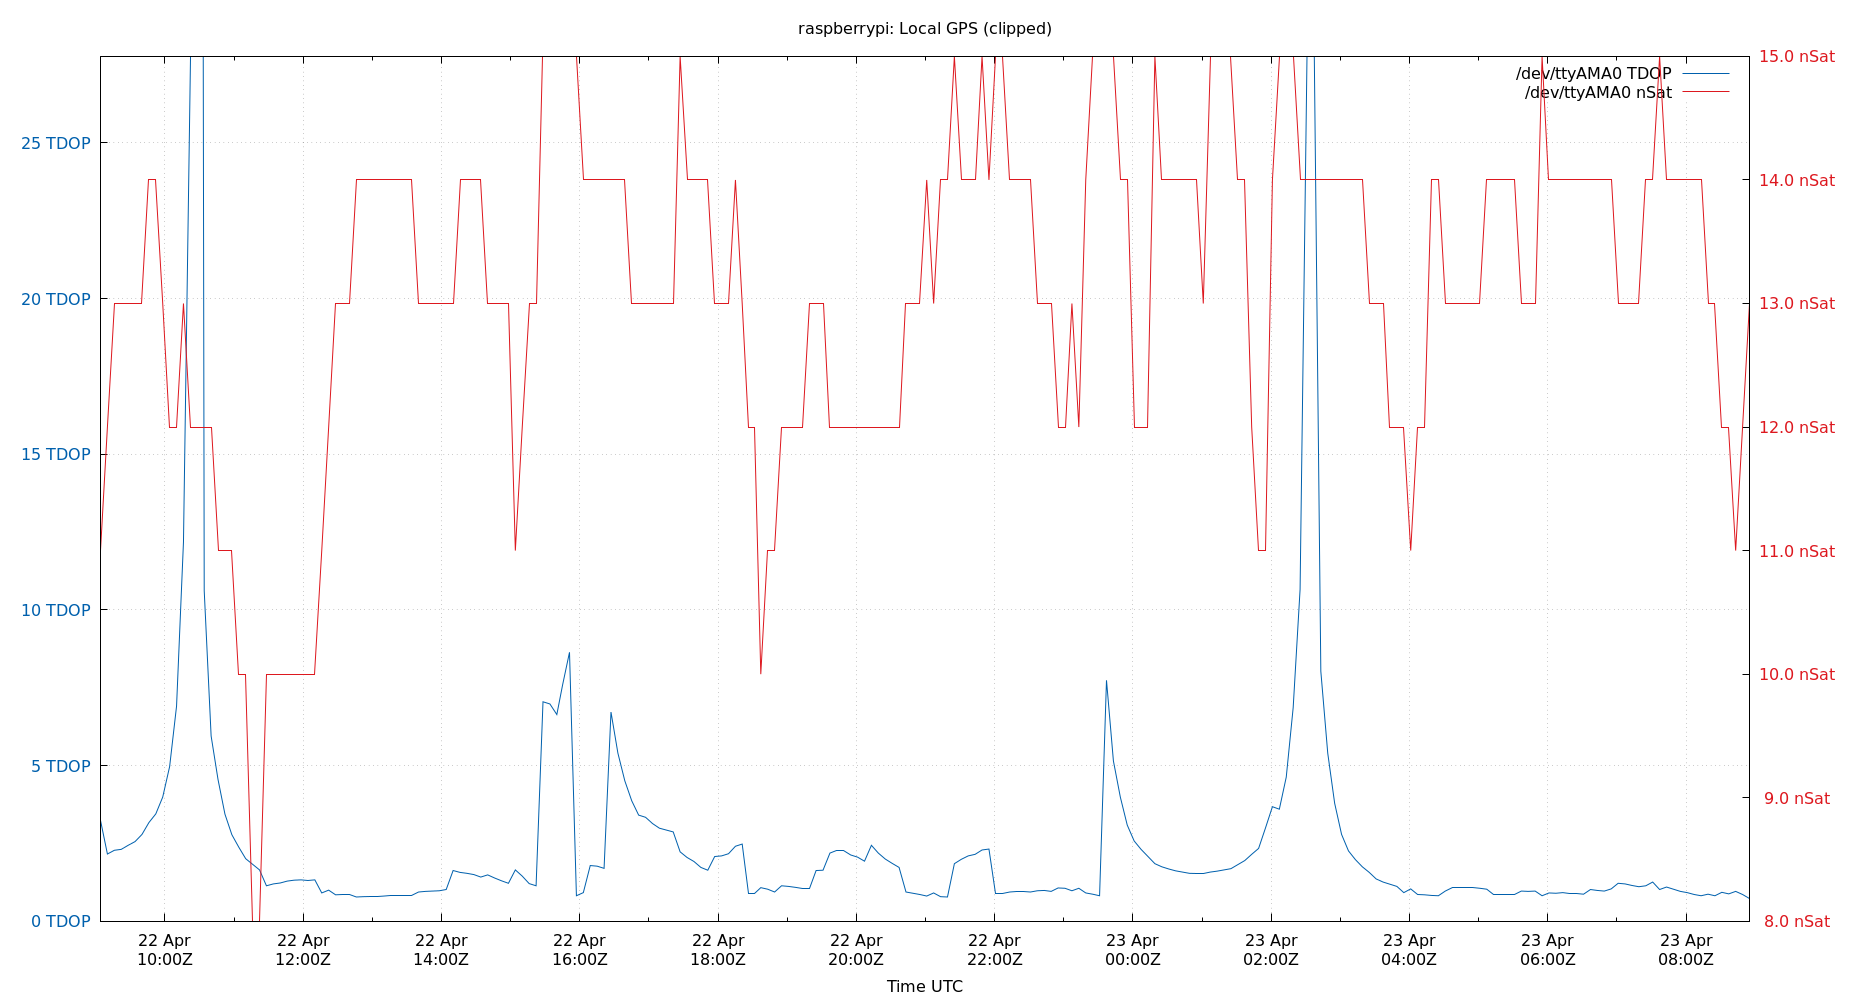 raspberrypi: Local GPS (clipped)
/dev/ttyAMA0 TDOP
/dev/ttyAMA0 nSat
25 TDOP
20 TDOP
15 TDOP
10 TDOP
5 TDOP
0 TDOP
15.0 nSat
14.0 nSat
13.0 nSat
12.0 nSat
11.0 nSat
10.0 nSat
9.0 nSat
8.0 nSat
22 Apr 22 Apr 22 Apr 22 Apr 22 Apr 22 Apr 22 Apr 23 Apr 23 Apr 23 Apr 23 Apr 23 Apr
10:00Z 12:00Z 14:00Z 16:00Z 18:00Z 20:00Z 22:00Z 00:00Z 02:00Z 04:00Z 06:00Z 08:00Z
Time UTC